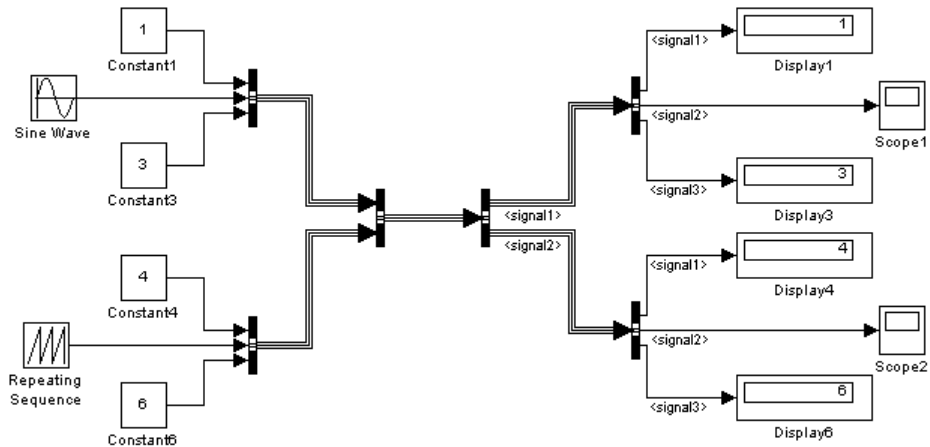 1
Constant1
Sine Wave
3
Constant3
4
Constant4
Repeating
Sequence
6
Constant6
<signal1>
<signal2>
<signal1>
1
Display1
<signal2>
Scope1
<signal3>
3
Display3
<signal1>
4
Display4
<signal2>
Scope2
<signal3>
6
Display6